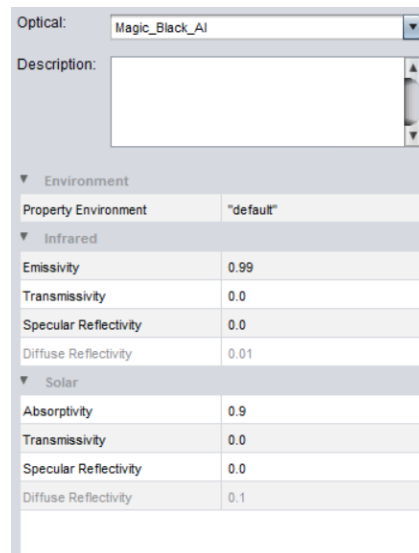 Optical: Magic_Black_Al
Description:
Environment
Property Environment "default"
Infrared
Emissivity 0.99
Transmissivity 0.0
Specular Reflectivity 0.0
Diffuse Reflectivity 0.01
Solar
Absorptivity 0.9
Transmissivity 0.0
Specular Reflectivity 0.0
Diffuse Reflectivity 0.1